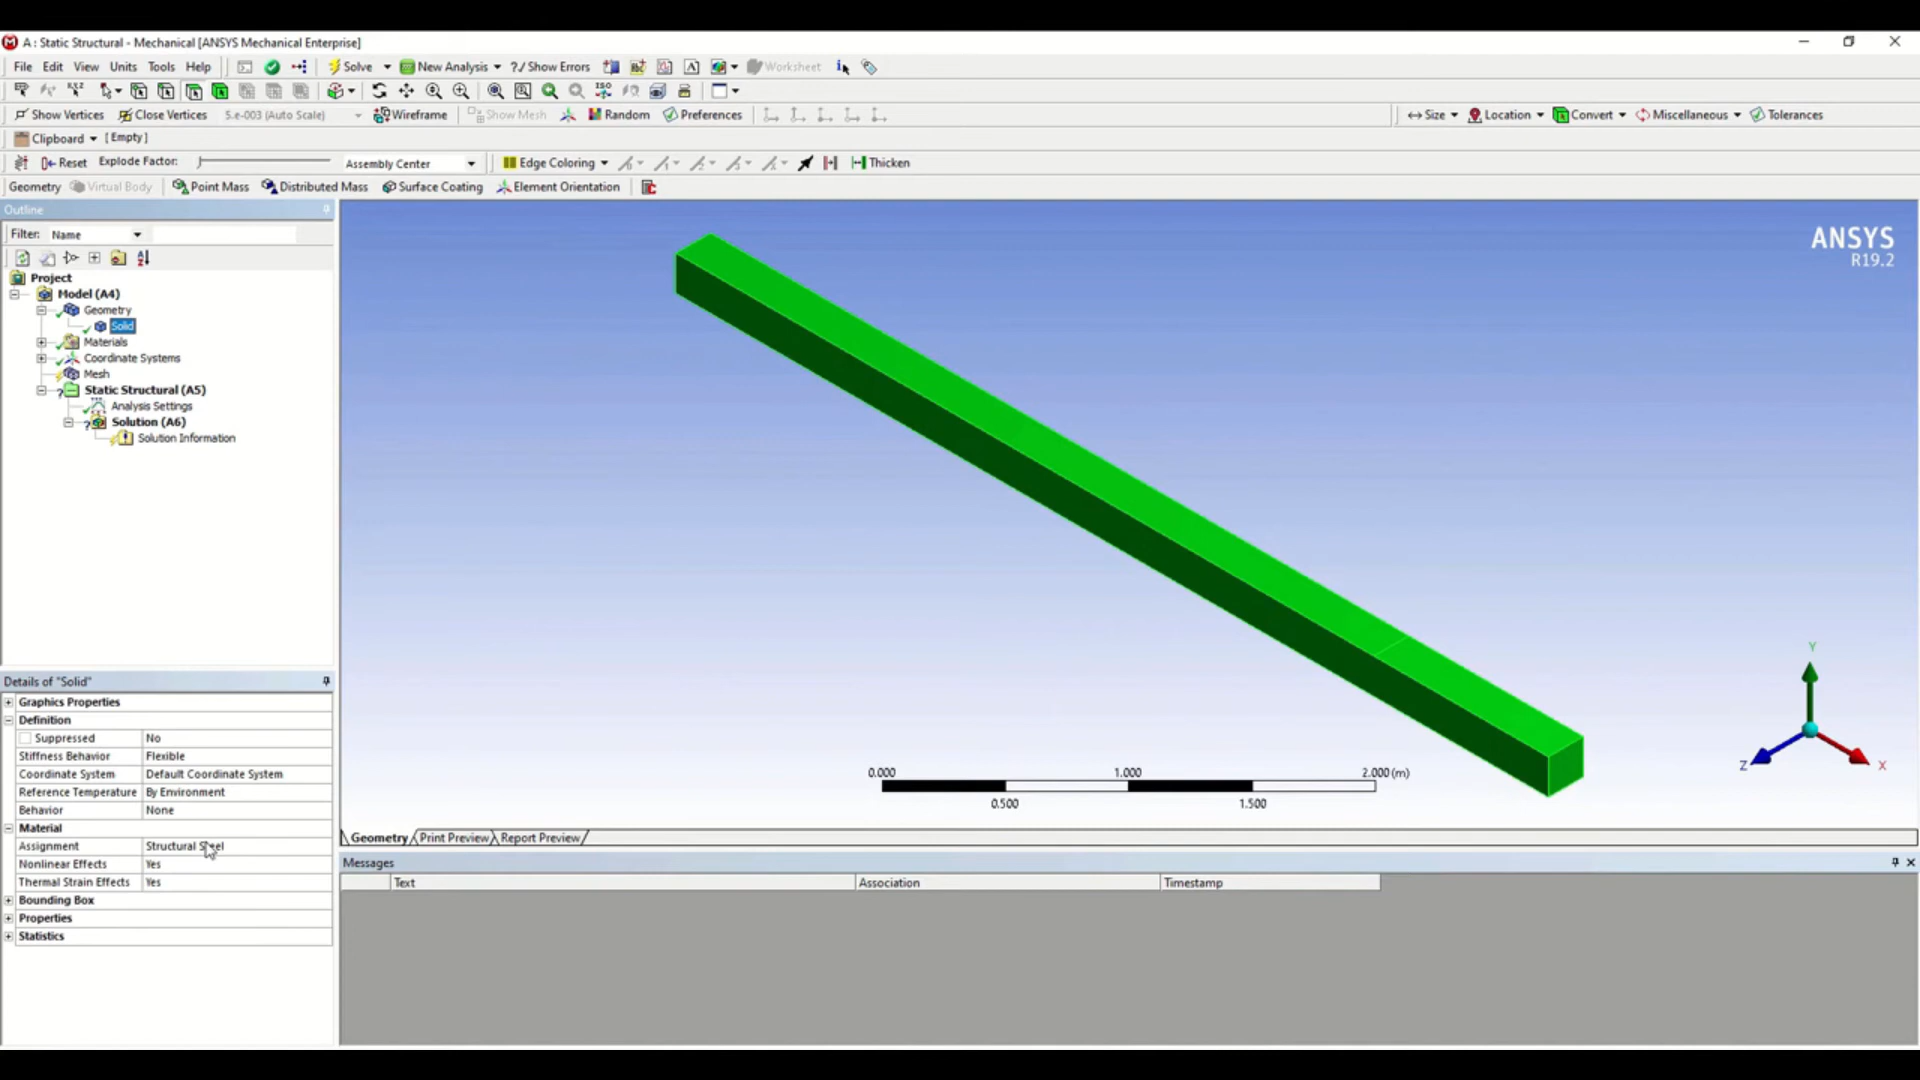 A : Static Structural - Mechanical [ANSYS Mechanical Enterprise]
File Edit View Units Tools Help Solve New Analysis ?/ Show Errors Worksheet
Show Vertices Close Vertices 5.e-003 (Auto Scale) Wireframe Show Mesh Random Preferences Size Location Convert Miscellaneous Tolerances
Clipboard [Empty]
Reset Explode Factor: Assembly Center Edge Coloring Thicken
Geometry Virtual Body Point Mass Distributed Mass Surface Coating Element Orientation
Outline
Filter: Name
Project
Model (A4)
Geometry
Solid
Materials
Coordinate Systems
Mesh
Static Structural (A5)
Analysis Settings
Solution (A6)
Solution Information
Details of "Solid"
Graphics Properties
Definition
Suppressed No
Stiffness Behavior Flexible
Coordinate System Default Coordinate System
Reference Temperature By Environment
Behavior None
Material
Assignment Structural Steel
Nonlinear Effects Yes
Thermal Strain Effects Yes
Bounding Box
Properties
Statistics
ANSYS
R19.2
0.000 1.000 2.000 (m)
0.500 1.500
Y
Z
X
Geometry Print Preview Report Preview
Messages
Text Association Timestamp